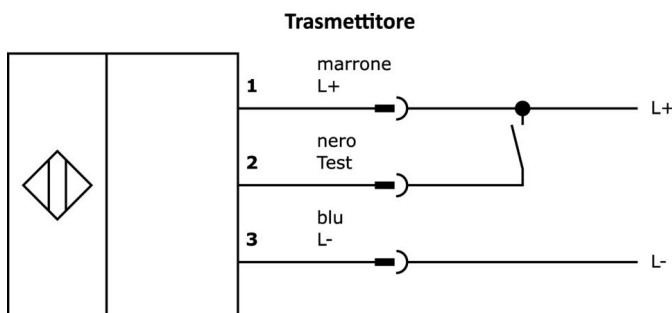 Trasmettitore
1 marrone
L+
L+
2 nero
Test
3 blu
L-
L-